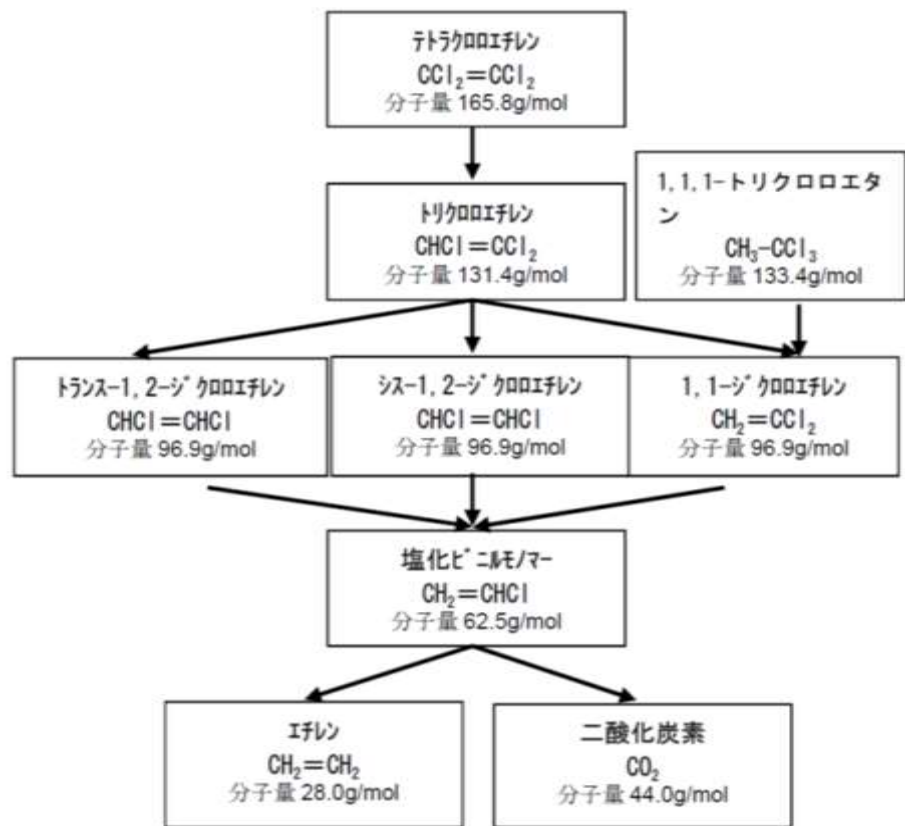 ﾃﾄﾗｸﾛﾛｴﾁﾚﾝ
CCl₂＝CCl₂
分子量 165.8g/mol
ﾄﾘｸﾛﾛｴﾁﾚﾝ
CHCl＝CCl₂
分子量 131.4g/mol
1,1,1-トリクロロエタ
ン
CH₃-CCl₃
分子量 133.4g/mol
ﾄﾗﾝｽ-1,2-ｼﾞｸﾛﾛｴﾁﾚﾝ
CHCl＝CHCl
分子量 96.9g/mol
ｼｽ-1,2-ｼﾞｸﾛﾛｴﾁﾚﾝ
CHCl＝CHCl
分子量 96.9g/mol
1,1-ｼﾞｸﾛﾛｴﾁﾚﾝ
CH₂＝CCl₂
分子量 96.9g/mol
塩化ﾋﾞﾆﾙﾓﾉﾏｰ
CH₂＝CHCl
分子量 62.5g/mol
ｴﾁﾚﾝ
CH₂＝CH₂
分子量 28.0g/mol
二酸化炭素
CO₂
分子量 44.0g/mol